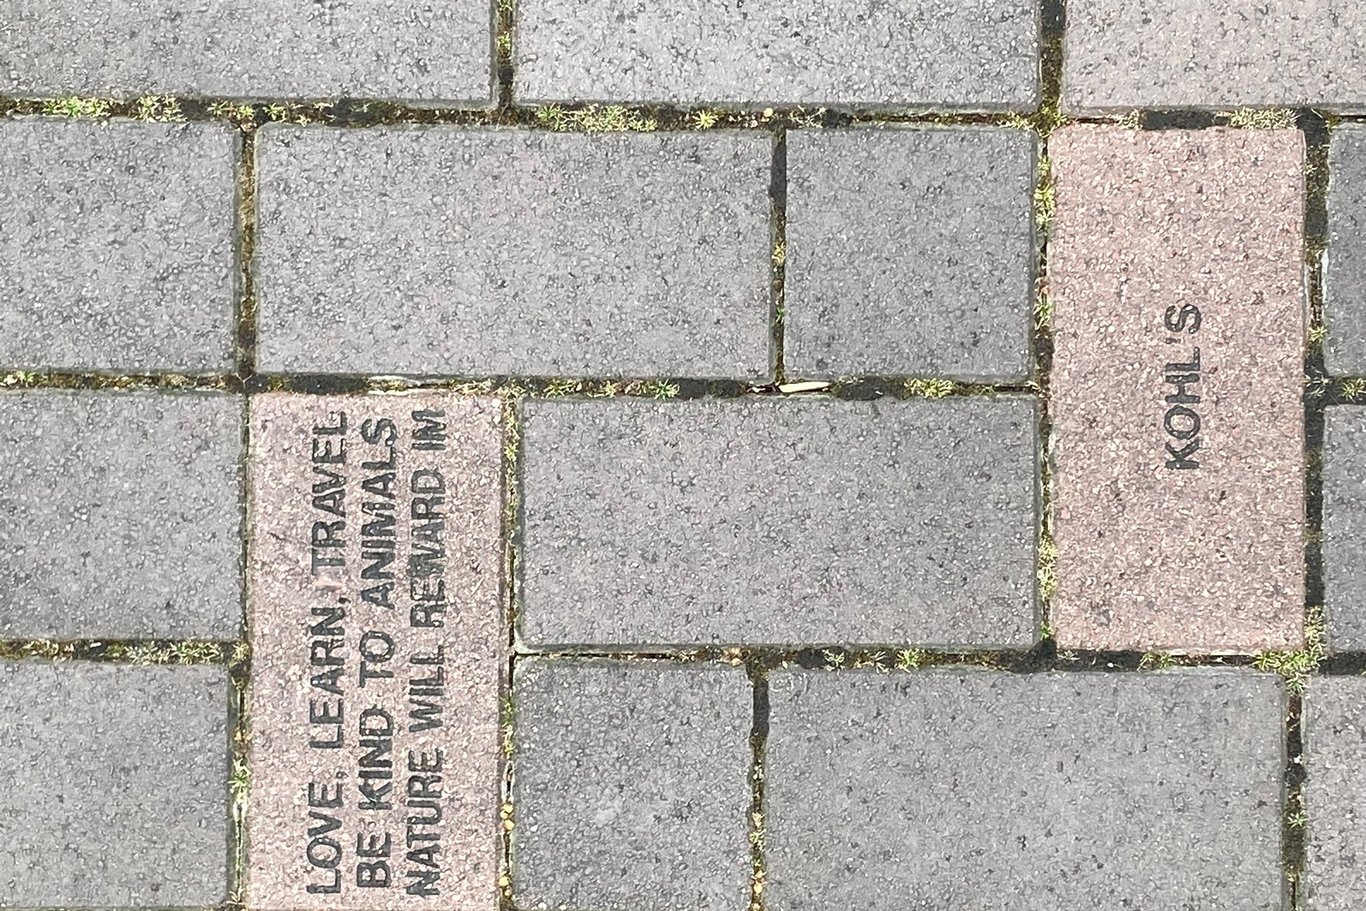 LOVE, LEARN, TRAVEL
BE KIND TO ANIMALS
NATURE WILL REWARD IM
KOHL'S